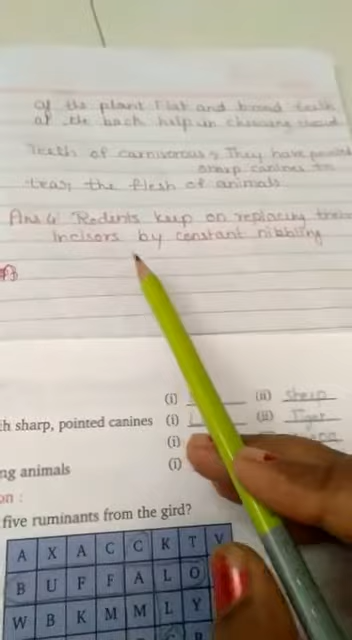 of the plant Flat and broad teeth
at the back help in chewing
Teeth of carnivorous; They have pointed
sharp canines to
tear the flesh of animals
Ans 4) Rodents keep on replacing their
incisors by constant nibbling
(i) (ii) Sheep
th sharp, pointed canines (i) (ii) Tiger
(i)
ng animals (i)
on :
five ruminants from the gird?
A X A C C K T V
B U F F A L O
W B K M M L Y